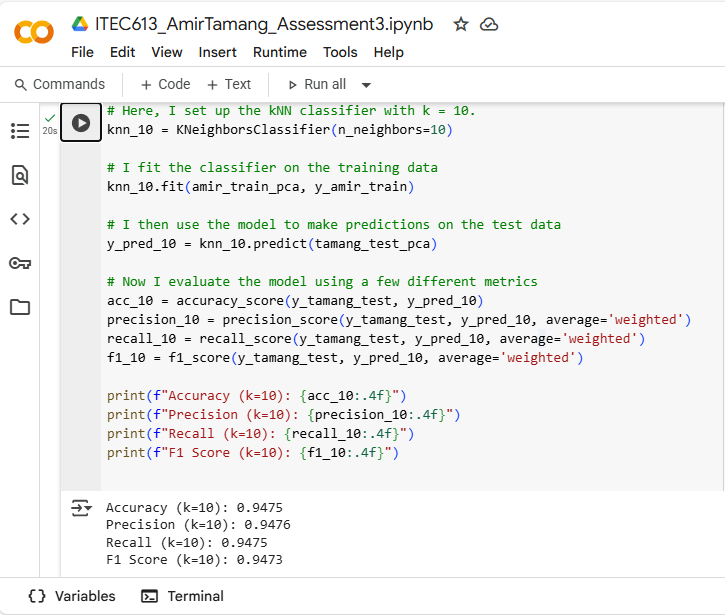 ITEC613_AmirTamang_Assessment3.ipynb
File Edit View Insert Runtime Tools Help
Commands + Code + Text Run all
20s
# Here, I set up the kNN classifier with k = 10.
knn_10 = KNeighborsClassifier(n_neighbors=10)
# I fit the classifier on the training data
knn_10.fit(amir_train_pca, y_amir_train)
# I then use the model to make predictions on the test data
y_pred_10 = knn_10.predict(tamang_test_pca)
# Now I evaluate the model using a few different metrics
acc_10 = accuracy_score(y_tamang_test, y_pred_10)
precision_10 = precision_score(y_tamang_test, y_pred_10, average='weighted')
recall_10 = recall_score(y_tamang_test, y_pred_10, average='weighted')
f1_10 = f1_score(y_tamang_test, y_pred_10, average='weighted')
print(f"Accuracy (k=10): {acc_10:.4f}")
print(f"Precision (k=10): {precision_10:.4f}")
print(f"Recall (k=10): {recall_10:.4f}")
print(f"F1 Score (k=10): {f1_10:.4f}")
Accuracy (k=10): 0.9475
Precision (k=10): 0.9476
Recall (k=10): 0.9475
F1 Score (k=10): 0.9473
{} Variables Terminal